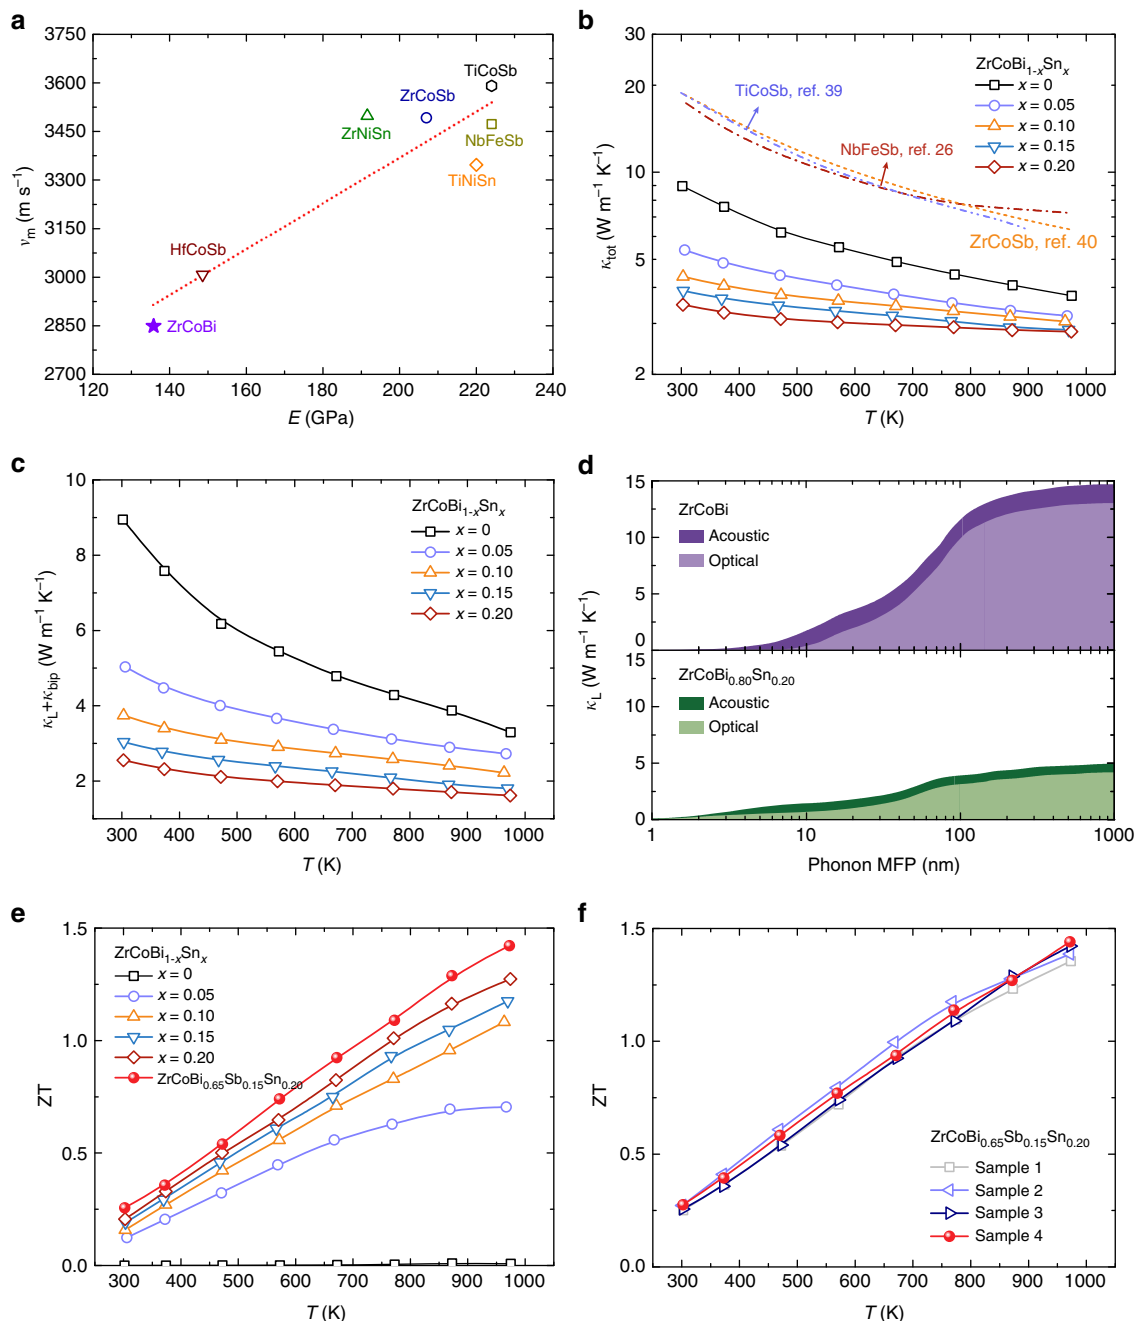 a
3750
3600
3450
3300
3150
3000
2850
2700
120
140
160
180
200
220
240
ν_m (m s⁻¹)
E (GPa)
TiCoSb
ZrCoSb
ZrNiSn
NbFeSb
TiNiSn
HfCoSb
ZrCoBi
b
30
20
10
5
2
300
400
500
600
700
800
900
1000
κ_tot (W m⁻¹ K⁻¹)
T (K)
TiCoSb, ref. 39
NbFeSb, ref. 26
ZrCoSb, ref. 40
ZrCoBi₁₋ₓSnₓ
x = 0
x = 0.05
x = 0.10
x = 0.15
x = 0.20
c
10
8
6
4
2
300
400
500
600
700
800
900
1000
κ_L+κ_bip (W m⁻¹ K⁻¹)
T (K)
ZrCoBi₁₋ₓSnₓ
x = 0
x = 0.05
x = 0.10
x = 0.15
x = 0.20
d
15
10
5
0
15
10
5
0
1
10
100
1000
κ_L (W m⁻¹ K⁻¹)
Phonon MFP (nm)
ZrCoBi
Acoustic
Optical
ZrCoBi₀.₈₀Sn₀.₂₀
Acoustic
Optical
e
1.5
1.0
0.5
0.0
300
400
500
600
700
800
900
1000
ZT
T (K)
ZrCoBi₁₋ₓSnₓ
x = 0
x = 0.05
x = 0.10
x = 0.15
x = 0.20
ZrCoBi₀.₆₅Sb₀.₁₅Sn₀.₂₀
f
1.5
1.0
0.5
0.0
300
400
500
600
700
800
900
1000
ZT
T (K)
ZrCoBi₀.₆₅Sb₀.₁₅Sn₀.₂₀
Sample 1
Sample 2
Sample 3
Sample 4